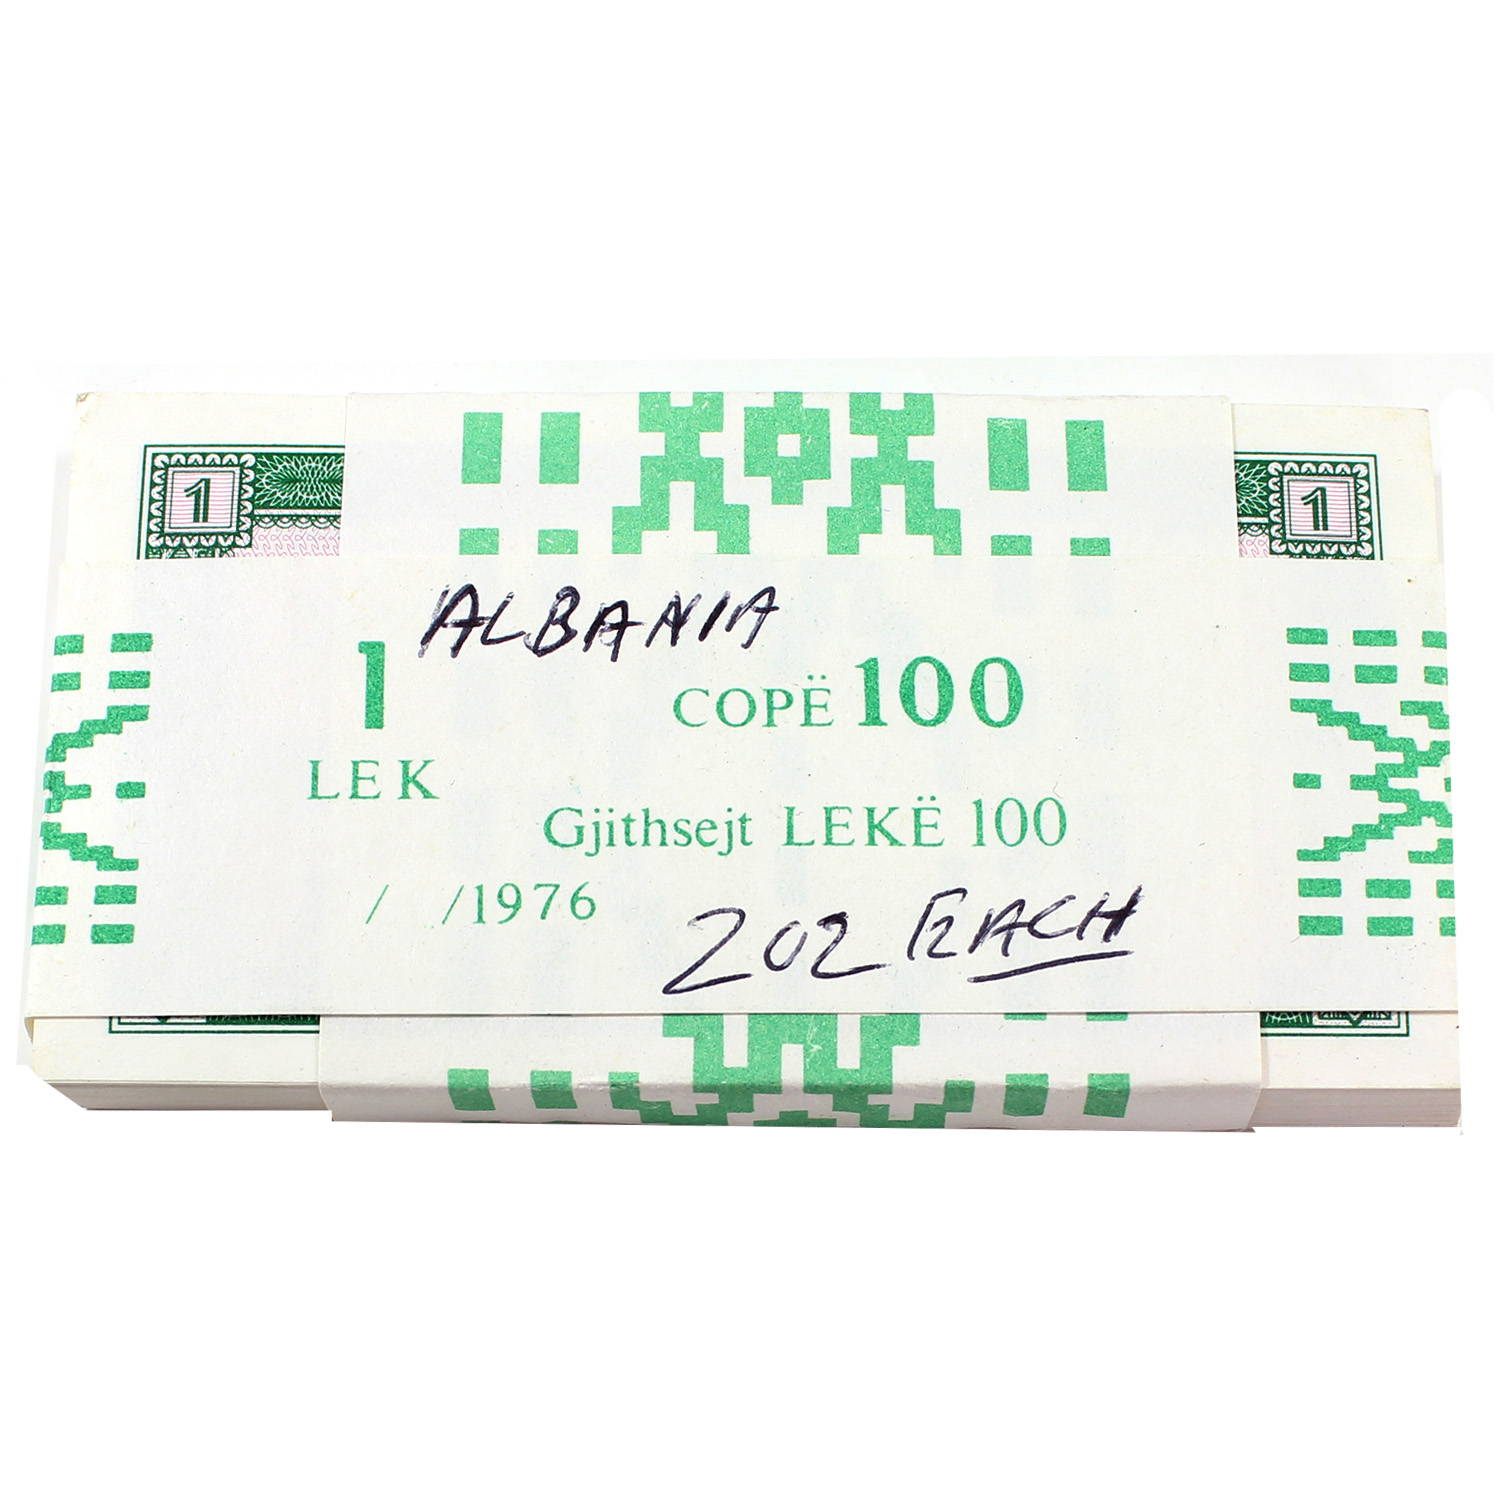 1 1
ALBANIA
1 COPË 100
LEK
Gjithsejt LEKË 100
/ /1976
202 EACH